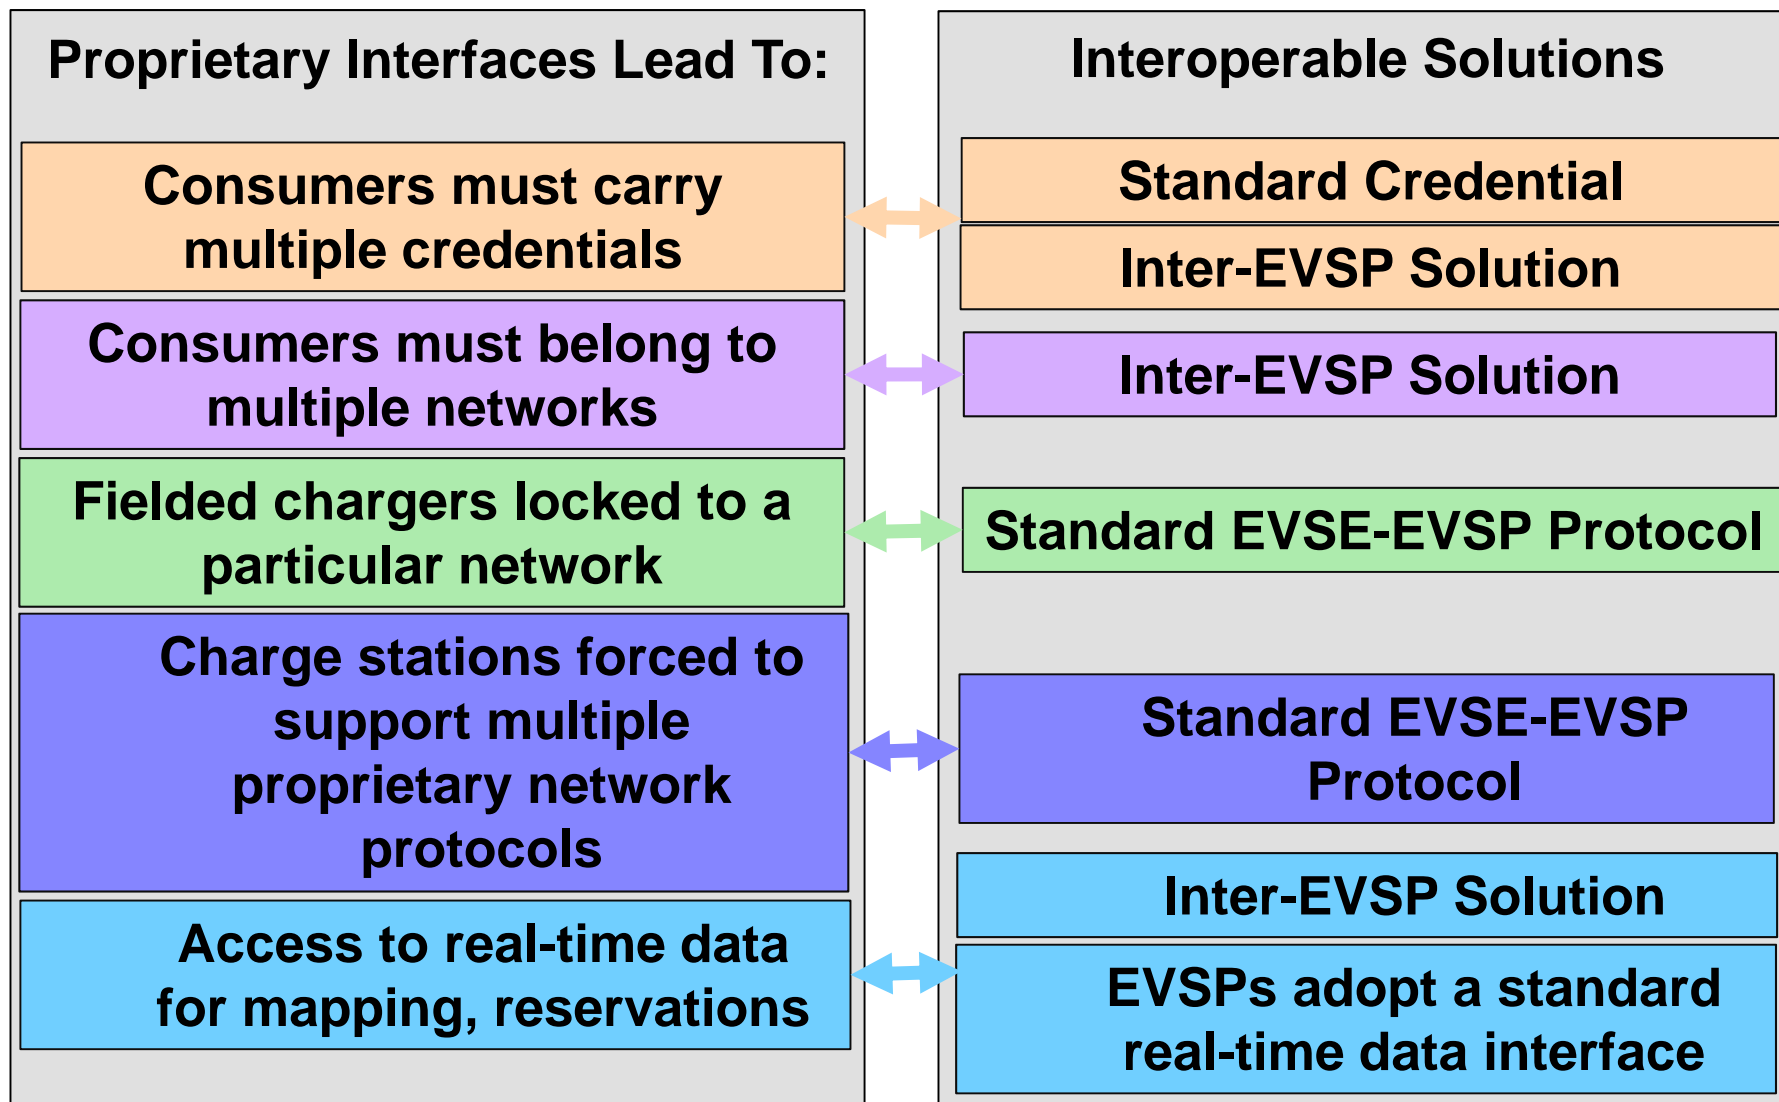 Proprietary Interfaces Lead To:
Consumers must carry
multiple credentials
Consumers must belong to
multiple networks
Fielded chargers locked to a
particular network
Charge stations forced to
support multiple
proprietary network
protocols
Access to real-time data
for mapping, reservations
Interoperable Solutions
Standard Credential
Inter-EVSP Solution
Inter-EVSP Solution
Standard EVSE-EVSP Protocol
Standard EVSE-EVSP
Protocol
Inter-EVSP Solution
EVSPs adopt a standard
real-time data interface